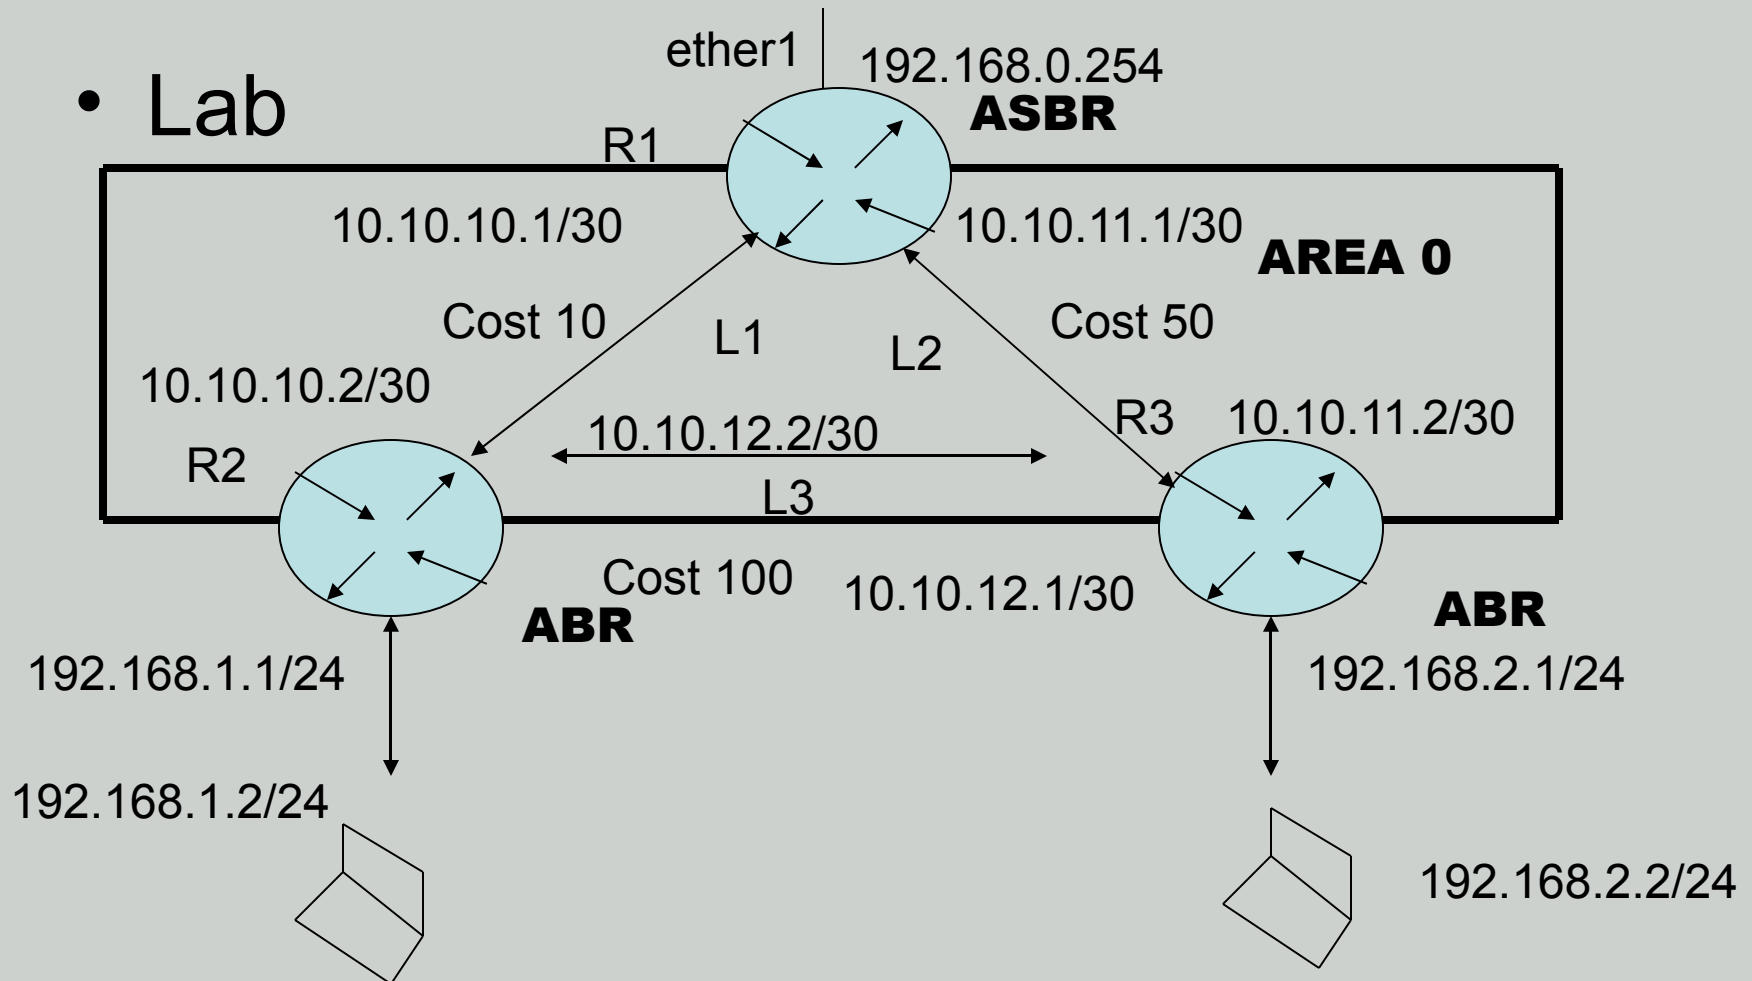 • Lab
ether1
192.168.0.254
ASBR
R1
10.10.10.1/30
10.10.11.1/30
AREA 0
Cost 10
L1
L2
Cost 50
10.10.10.2/30
10.10.12.2/30
R3
10.10.11.2/30
R2
L3
Cost 100
10.10.12.1/30
ABR
ABR
192.168.1.1/24
192.168.2.1/24
192.168.1.2/24
192.168.2.2/24